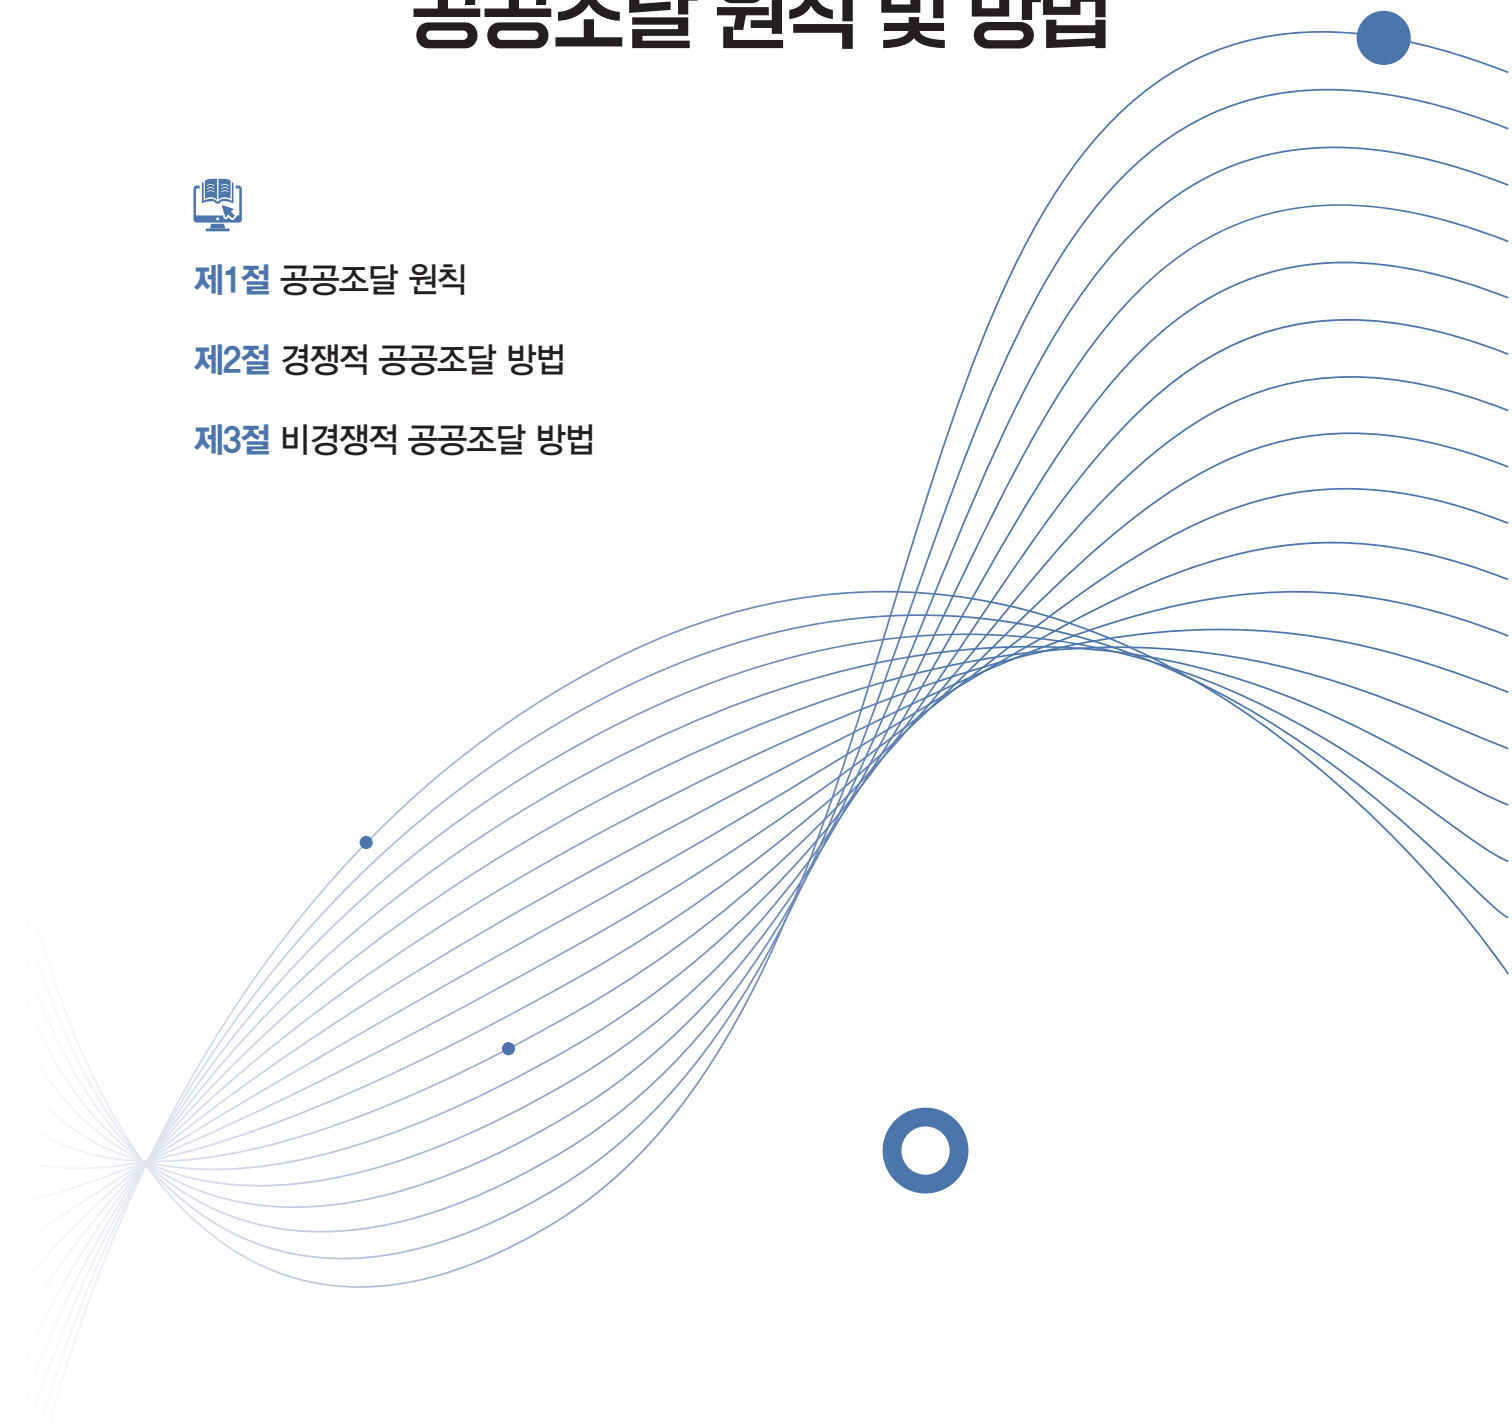 공공조달 원칙 및 방법
제1절 공공조달 원칙
제2절 경쟁적 공공조달 방법
제3절 비경쟁적 공공조달 방법